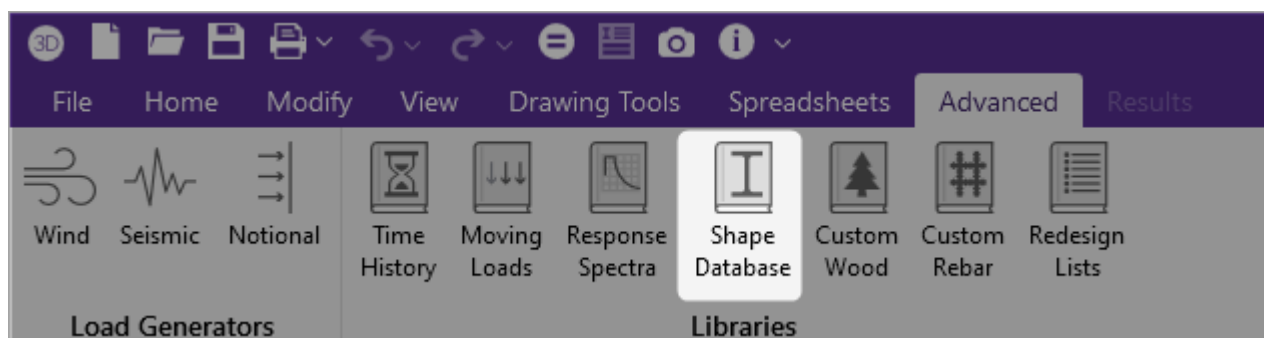 3D
File Home Modify View Drawing Tools Spreadsheets Advanced Results
Wind Seismic Notional Time Moving Response Shape Custom Custom Redesign
History Loads Spectra Database Wood Rebar Lists
Load Generators Libraries